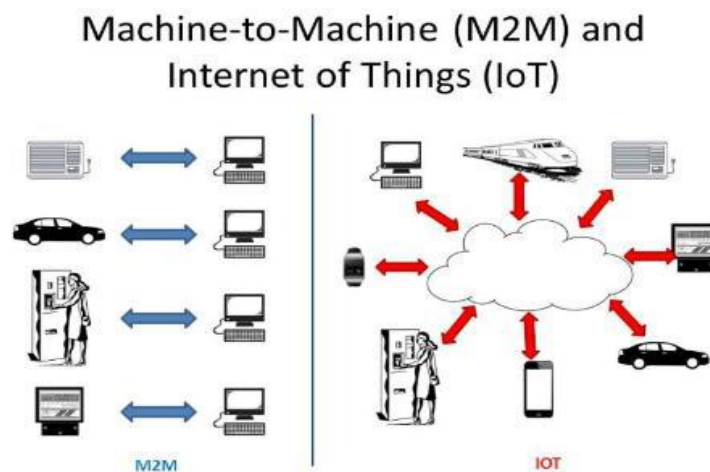 Machine-to-Machine (M2M) and
Internet of Things (IoT)
M2M
IOT